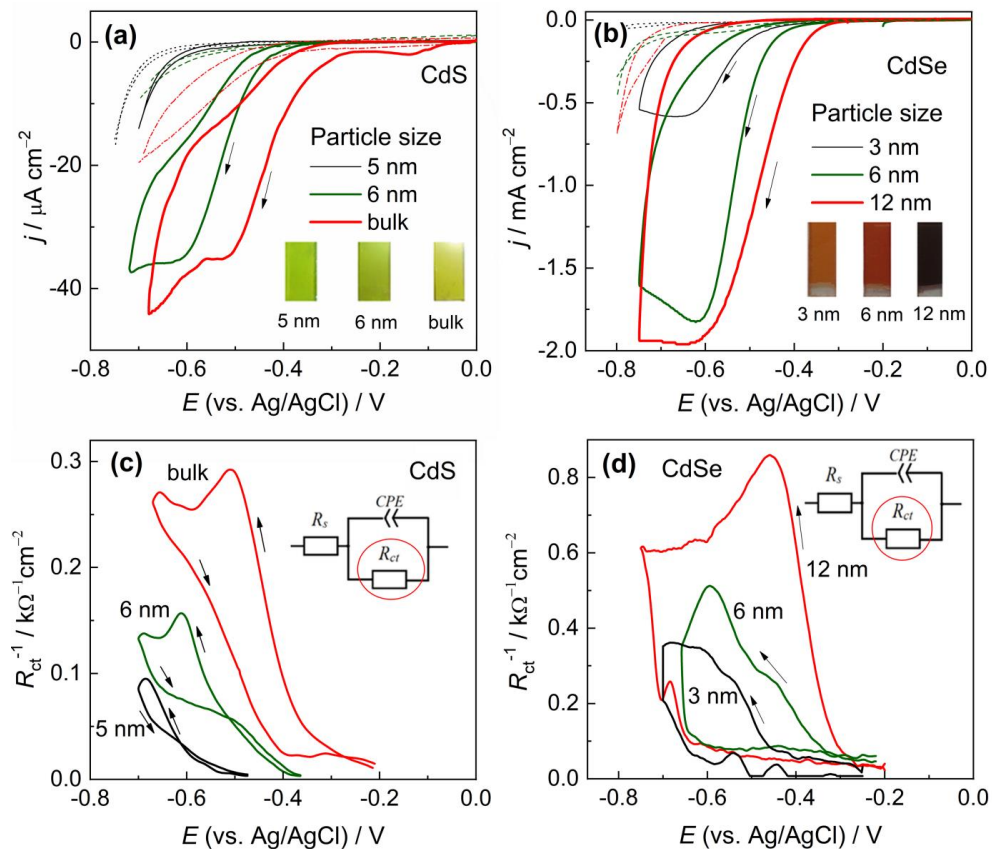 (a)
CdS
Particle size
5 nm
6 nm
bulk
5 nm
6 nm
bulk
0
-20
-40
j / μA cm⁻²
-0.8
-0.6
-0.4
-0.2
0.0
E (vs. Ag/AgCl) / V
(b)
CdSe
Particle size
3 nm
6 nm
12 nm
3 nm
6 nm
12 nm
0.0
-0.5
-1.0
-1.5
-2.0
j / mA cm⁻²
-0.8
-0.6
-0.4
-0.2
0.0
E (vs. Ag/AgCl) / V
(c)
bulk
CdS
6 nm
5 nm
Rs
CPE
Rct
0.3
0.2
0.1
0.0
Rct⁻¹ / kΩ⁻¹cm⁻²
-0.8
-0.6
-0.4
-0.2
0.0
E (vs. Ag/AgCl) / V
(d)
CdSe
12 nm
6 nm
3 nm
Rs
CPE
Rct
0.8
0.6
0.4
0.2
0.0
Rct⁻¹ / kΩ⁻¹cm⁻²
-0.8
-0.6
-0.4
-0.2
0.0
E (vs. Ag/AgCl) / V